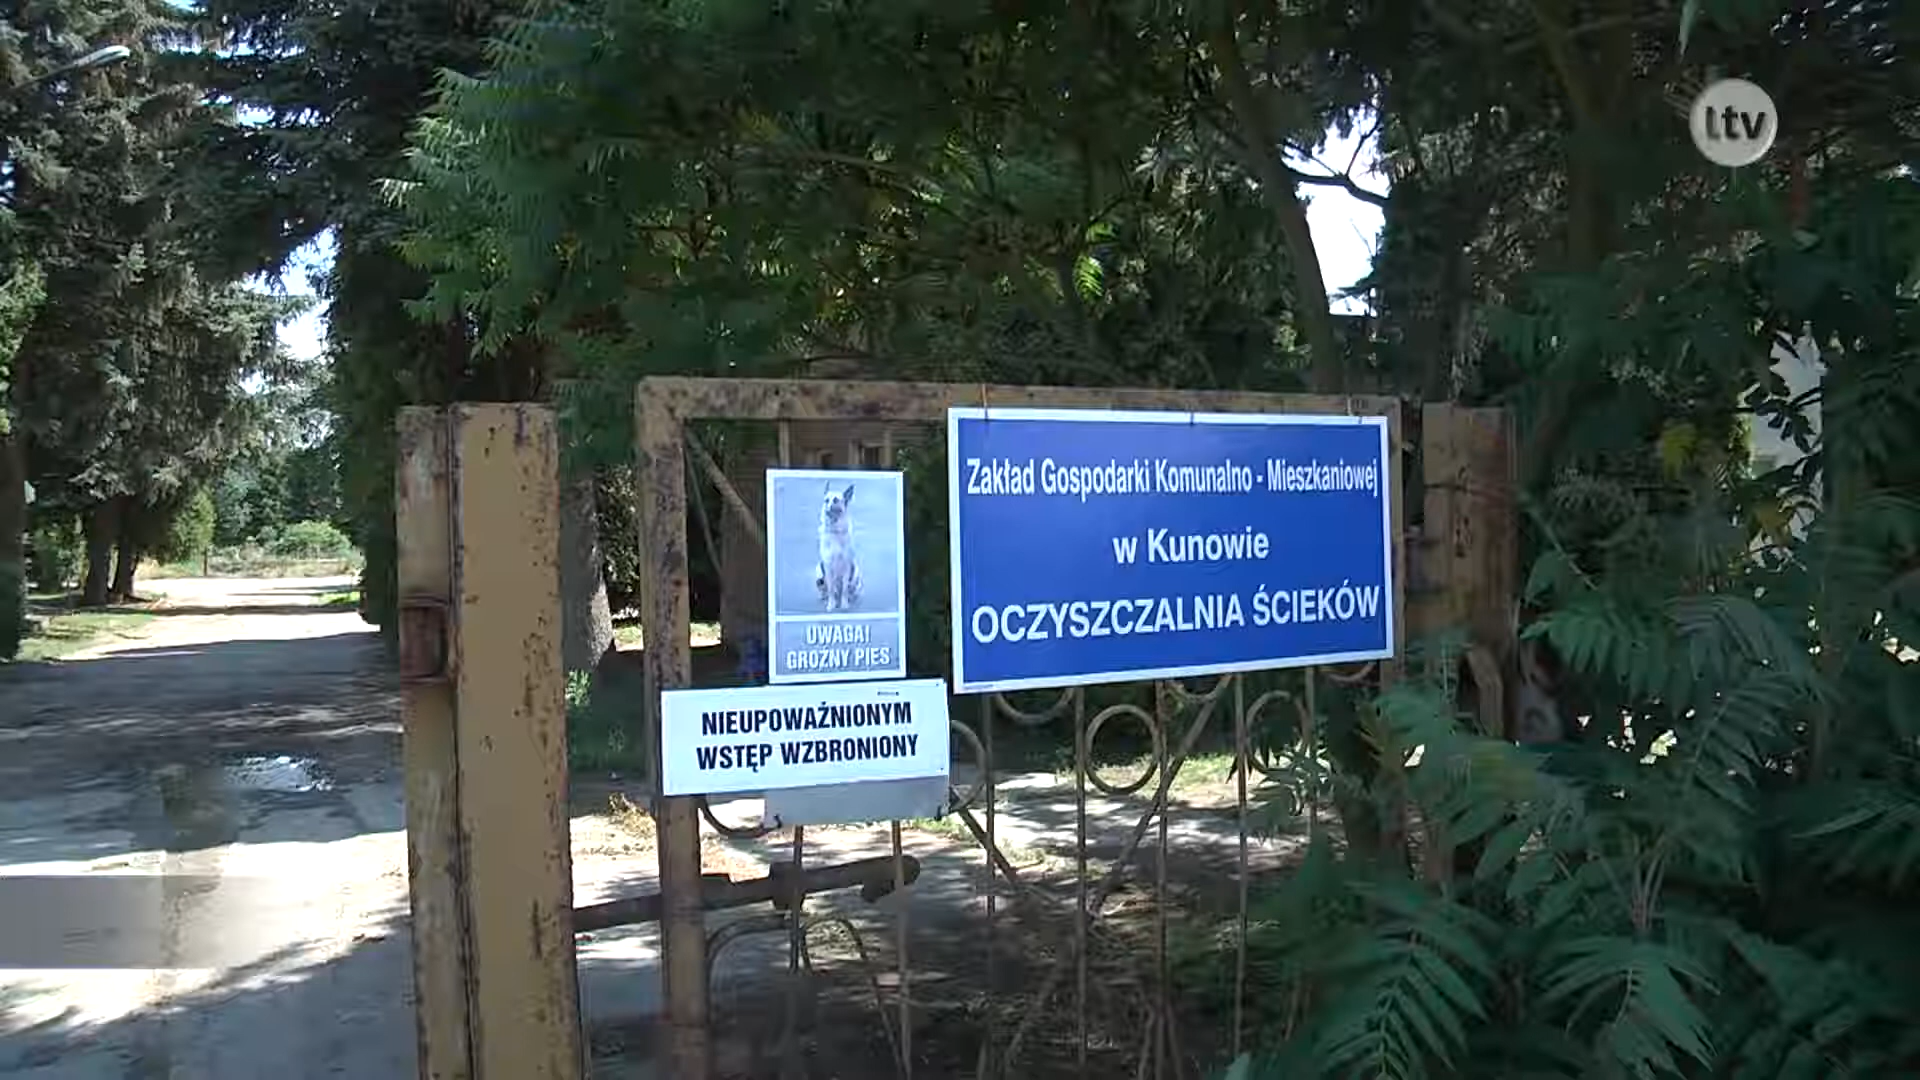 ltv
Zakład Gospodarki Komunalno - Mieszkaniowej
w Kunowie
OCZYSZCZALNIA ŚCIEKÓW
UWAGA!
GROŹNY PIES
NIEUPOWAŻNIONYM
WSTĘP WZBRONIONY